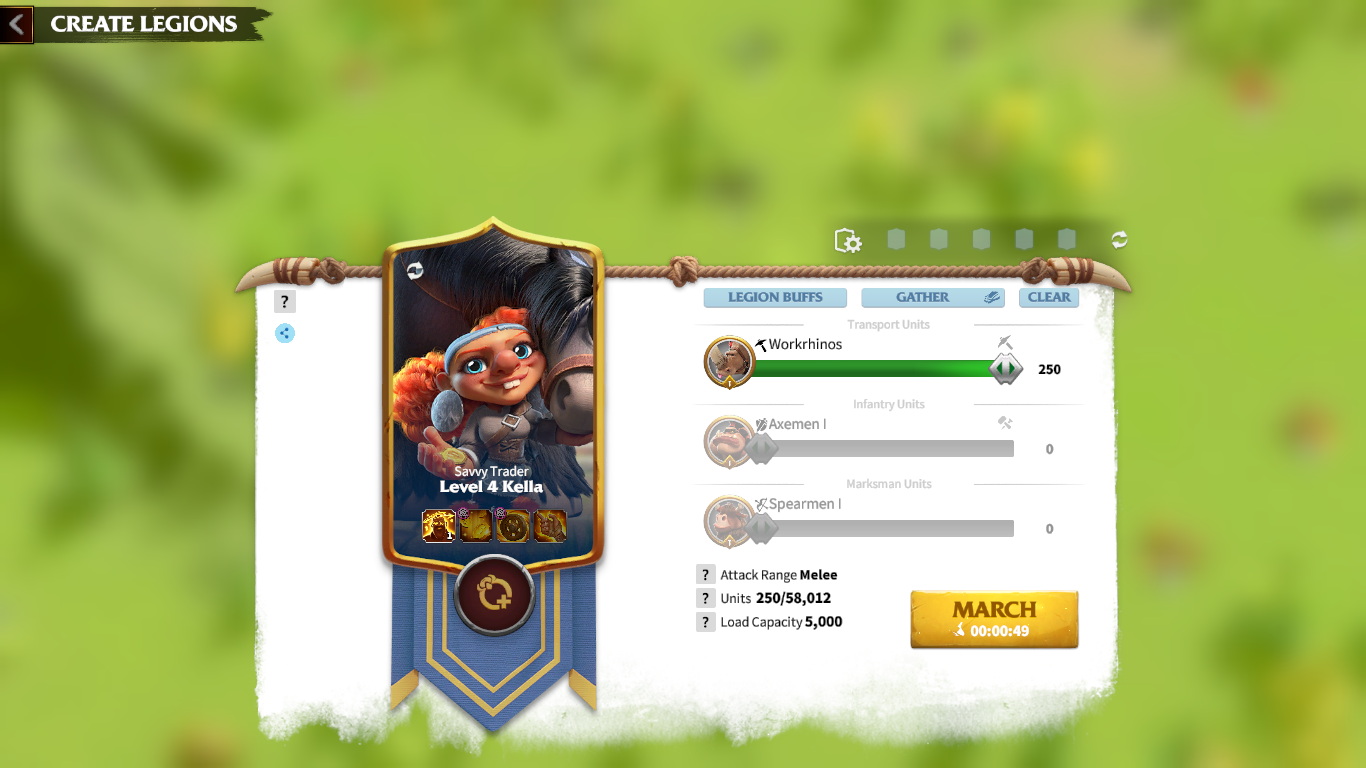 CREATE LEGIONS
?
Savvy Trader
Level 4 Kella
1
LEGION BUFFS
GATHER
CLEAR
Transport Units
Workrhinos
250
I
Infantry Units
Axemen I
0
I
Marksman Units
Spearmen I
0
I
? Attack Range Melee
? Units 250/58,012
? Load Capacity 5,000
MARCH
00:00:49